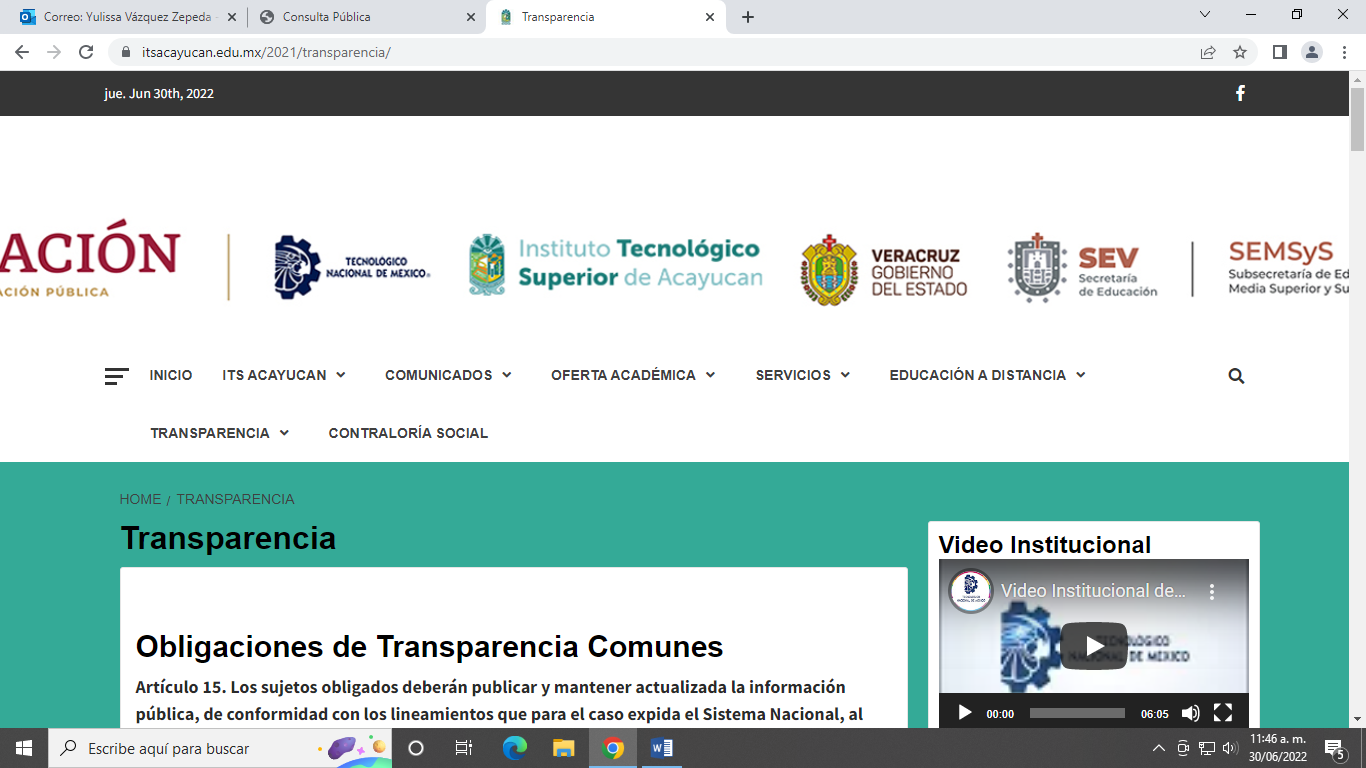 Correo: Yulissa Vázquez Zepeda
Consulta Pública
Transparencia
itsacayucan.edu.mx/2021/transparencia/
jue. Jun 30th, 2022
ACIÓN
ACIÓN PÚBLICA
TECNOLÓGICO
NACIONAL DE MÉXICO
Instituto Tecnológico
Superior de Acayucan
VERACRUZ
GOBIERNO
DEL ESTADO
SEV
Secretaría
de Educación
SEMSyS
Subsecretaría de Ed
Media Superior y Su
INICIO
ITS ACAYUCAN
COMUNICADOS
OFERTA ACADÉMICA
SERVICIOS
EDUCACIÓN A DISTANCIA
TRANSPARENCIA
CONTRALORÍA SOCIAL
HOME / TRANSPARENCIA
Transparencia
Obligaciones de Transparencia Comunes
Artículo 15. Los sujetos obligados deberán publicar y mantener actualizada la información
pública, de conformidad con los lineamientos que para el caso expida el Sistema Nacional, al
Video Institucional
Video Institucional de...
TECNOLÓGICO
NACIONAL DE MÉXICO
00:00
06:05
Escribe aquí para buscar
11:46 a. m.
30/06/2022
5